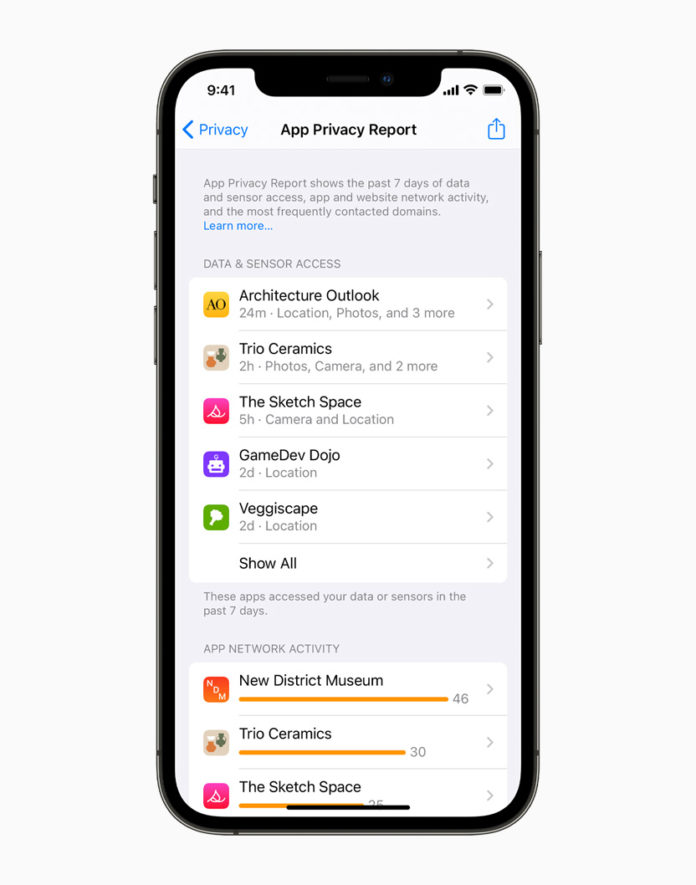 9:41
Privacy
App Privacy Report
App Privacy Report shows the past 7 days of data
and sensor access, app and website network activity,
and the most frequently contacted domains.
Learn more...
DATA & SENSOR ACCESS
AO
Architecture Outlook
24m · Location, Photos, and 3 more
Trio Ceramics
2h · Photos, Camera, and 2 more
The Sketch Space
5h · Camera and Location
GameDev Dojo
2d · Location
Veggiscape
2d · Location
Show All
These apps accessed your data or sensors in the
past 7 days.
APP NETWORK ACTIVITY
NDM
New District Museum
46
Trio Ceramics
30
The Sketch Space